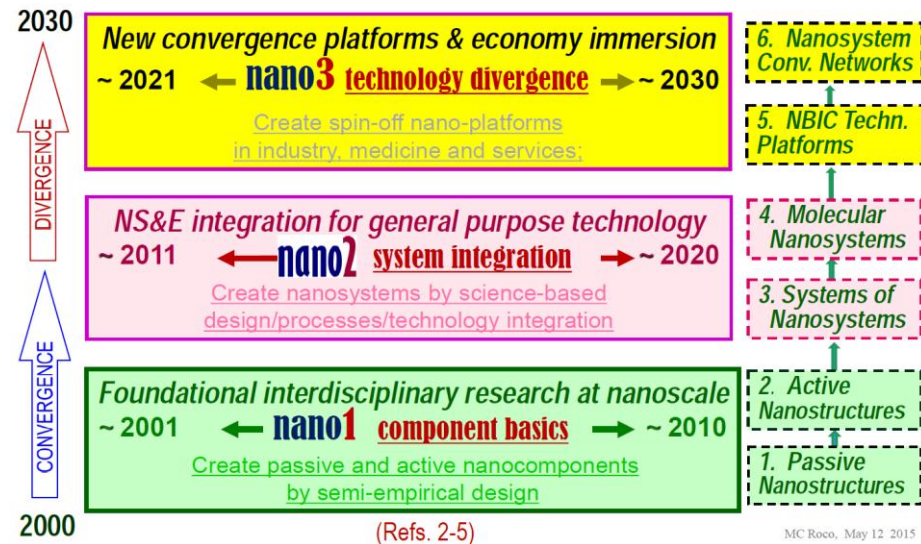 2030
DIVERGENCE
CONVERGENCE
2000
New convergence platforms & economy immersion
~ 2021 nano3 technology divergence ~ 2030
Create spin-off nano-platforms
in industry, medicine and services;
NS&E integration for general purpose technology
~ 2011 nano2 system integration ~ 2020
Create nanosystems by science-based
design/processes/technology integration
Foundational interdisciplinary research at nanoscale
~ 2001 nano1 component basics ~ 2010
Create passive and active nanocomponents
by semi-empirical design
(Refs. 2-5)
6. Nanosystem
Conv. Networks
5. NBIC Techn.
Platforms
4. Molecular
Nanosystems
3. Systems of
Nanosystems
2. Active
Nanostructures
1. Passive
Nanostructures
MC Roco, May 12 2015